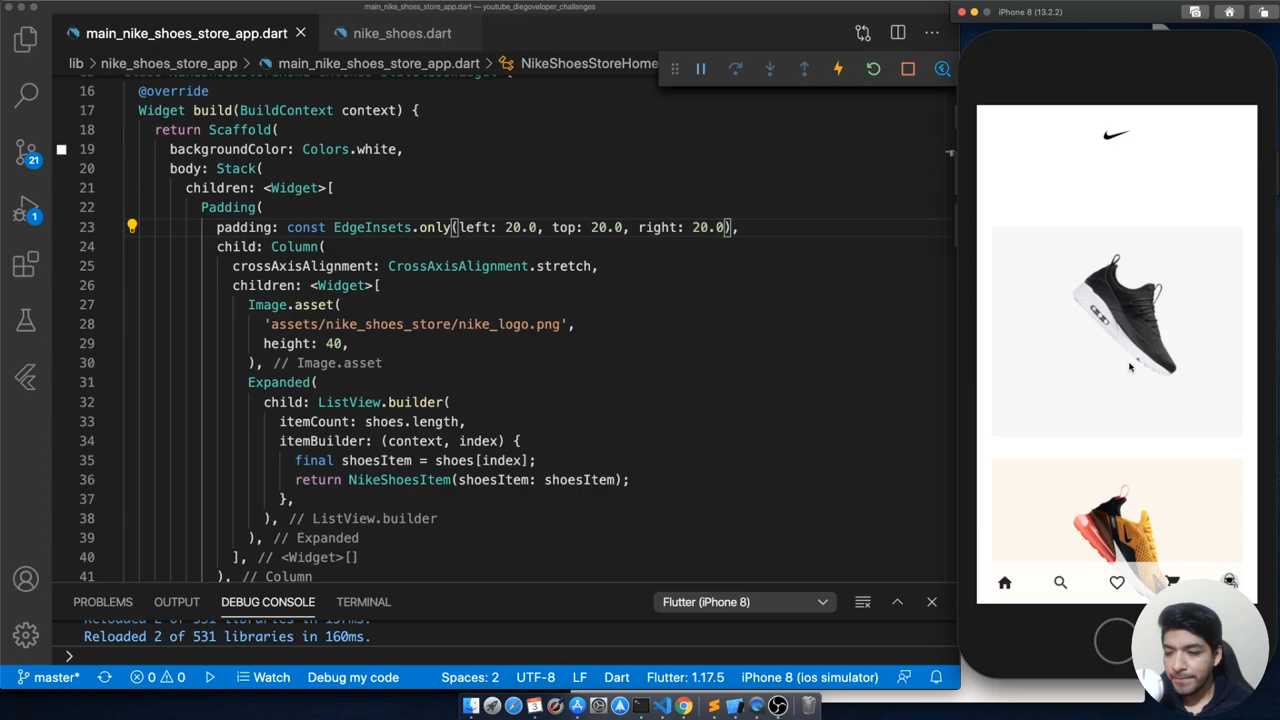 main_nike_shoes_store_app.dart — youtube_diegoveloper_challenges
main_nike_shoes_store_app.dart
nike_shoes.dart
lib > nike_shoes_store_app > main_nike_shoes_store_app.dart > NikeShoesStoreHome
16 @override
17 Widget build(BuildContext context) {
18 return Scaffold(
19 backgroundColor: Colors.white,
20 body: Stack(
21 children: <Widget>[
22 Padding(
23 padding: const EdgeInsets.only(left: 20.0, top: 20.0, right: 20.0),
24 child: Column(
25 crossAxisAlignment: CrossAxisAlignment.stretch,
26 children: <Widget>[
27 Image.asset(
28 'assets/nike_shoes_store/nike_logo.png',
29 height: 40,
30 ), // Image.asset
31 Expanded(
32 child: ListView.builder(
33 itemCount: shoes.length,
34 itemBuilder: (context, index) {
35 final shoesItem = shoes[index];
36 return NikeShoesItem(shoesItem: shoesItem);
37 },
38 ), // ListView.builder
39 ), // Expanded
40 ], // <Widget>[]
41 ), // Column
21
1
PROBLEMS OUTPUT DEBUG CONSOLE TERMINAL
Flutter (iPhone 8)
Reloaded 2 of 531 libraries in 160ms.
master* 0 0 Watch Debug my code Spaces: 2 UTF-8 LF Dart Flutter: 1.17.5 iPhone 8 (ios simulator)
iPhone 8 (13.2.2)